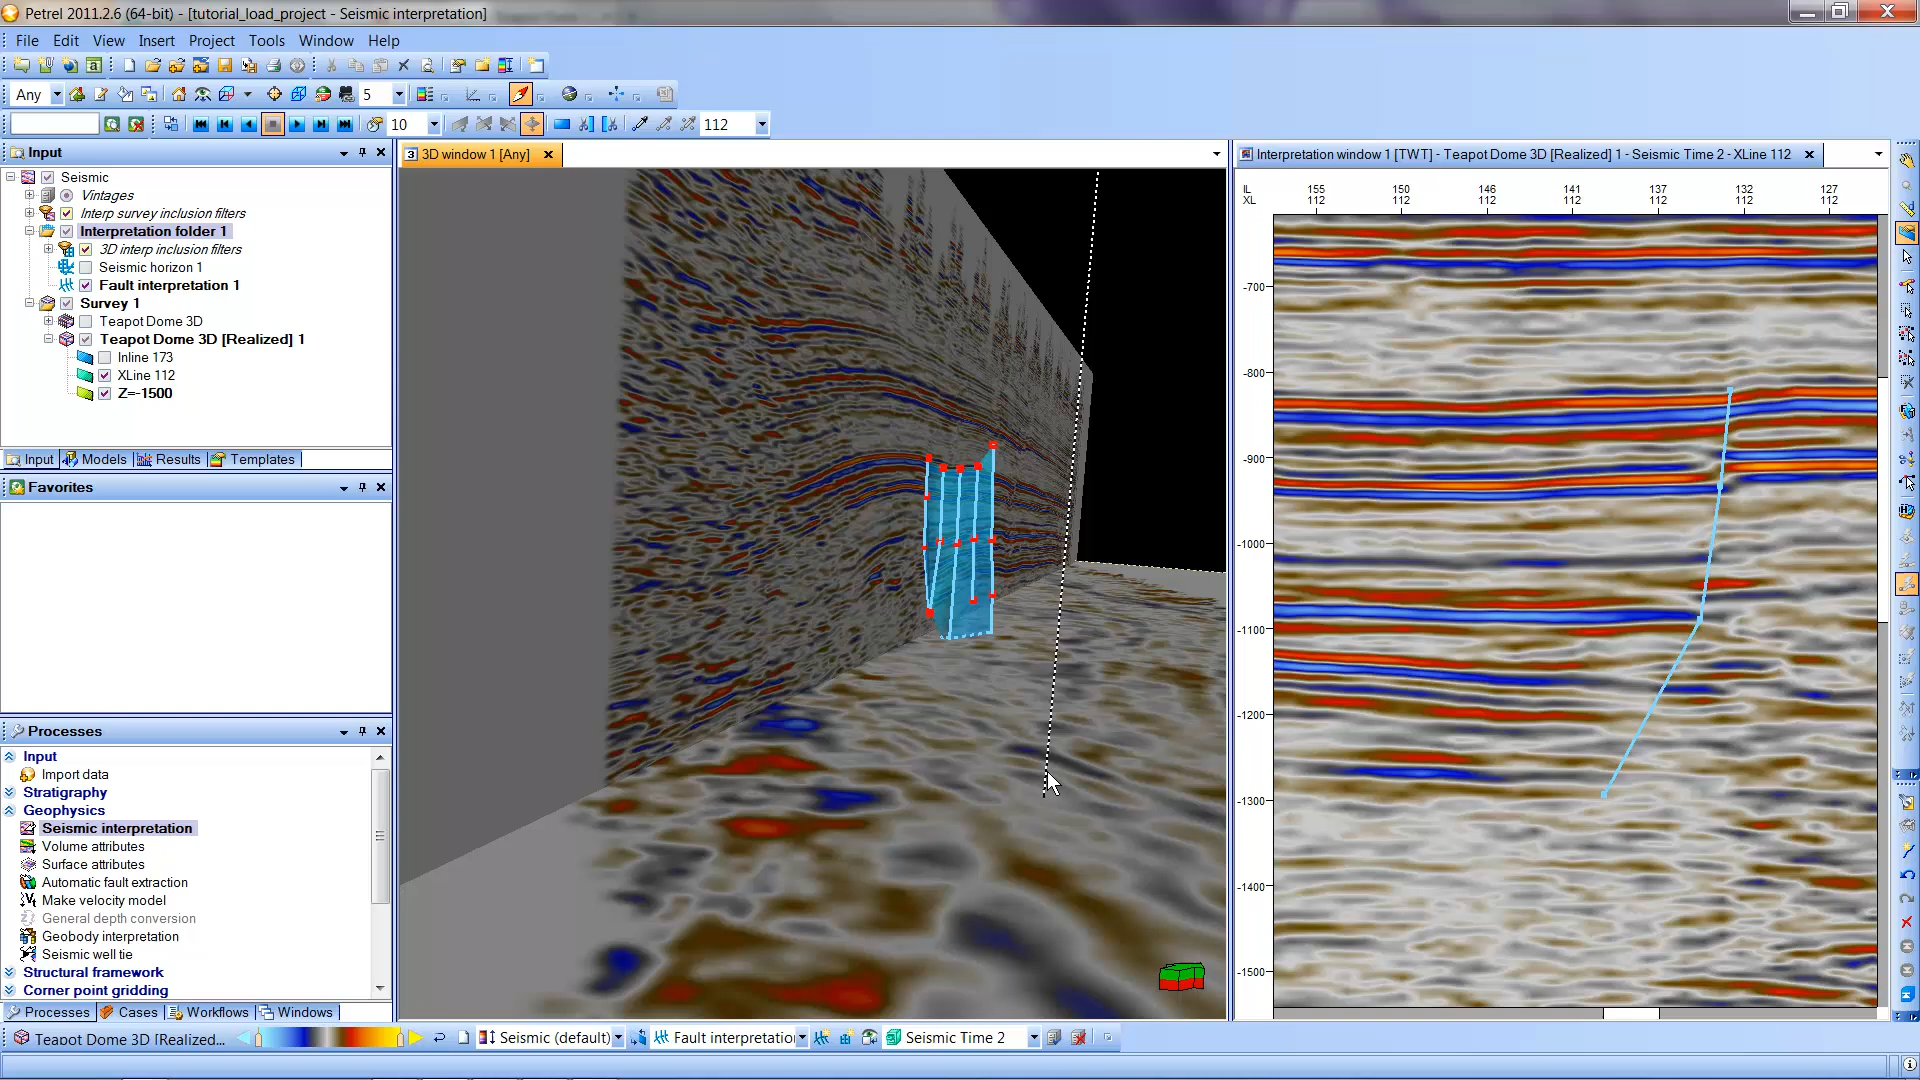 Petrel 2011.2.6 (64-bit) - [tutorial_load_project - Seismic interpretation]
File Edit View Insert Project Tools Window Help
Any 5
10 112
Input
Seismic
Vintages
Interp survey inclusion filters
Interpretation folder 1
3D interp inclusion filters
Seismic horizon 1
Fault interpretation 1
Survey 1
Teapot Dome 3D
Teapot Dome 3D [Realized] 1
Inline 173
XLine 112
Z=-1500
Input Models Results Templates
Favorites
Processes
Input
Import data
Stratigraphy
Geophysics
Seismic interpretation
Volume attributes
Surface attributes
Automatic fault extraction
Make velocity model
General depth conversion
Geobody interpretation
Seismic well tie
Structural framework
Corner point gridding
Processes Cases Workflows Windows
3 3D window 1 [Any]
Interpretation window 1 [TWT] - Teapot Dome 3D [Realized] 1 - Seismic Time 2 - XLine 112
IL 155 150 146 141 137 132 127
XL 112 112 112 112 112 112 112
-700
-800
-900
-1000
-1100
-1200
-1300
-1400
-1500
Teapot Dome 3D [Realized... Seismic (default) Fault interpretatio Seismic Time 2